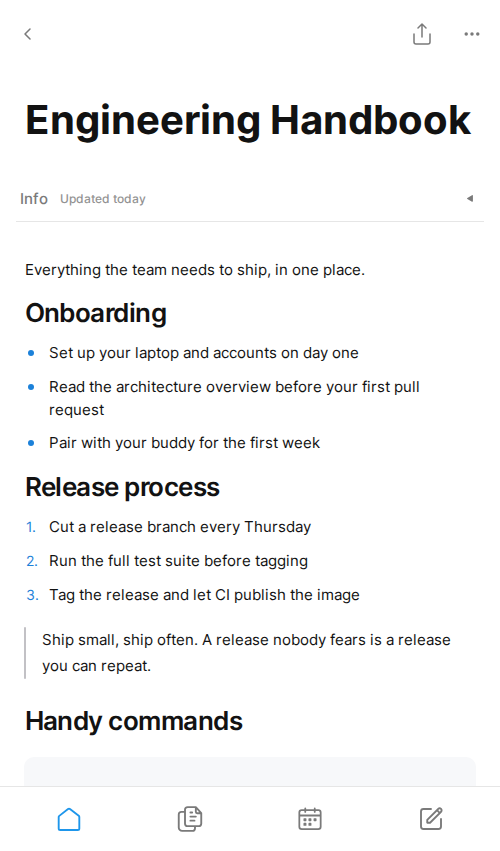 Engineering Handbook
Info Updated today
Everything the team needs to ship, in one place.
Onboarding
Set up your laptop and accounts on day one
Read the architecture overview before your first pull
request
Pair with your buddy for the first week
Release process
1. Cut a release branch every Thursday
2. Run the full test suite before tagging
3. Tag the release and let CI publish the image
Ship small, ship often. A release nobody fears is a release
you can repeat.
Handy commands